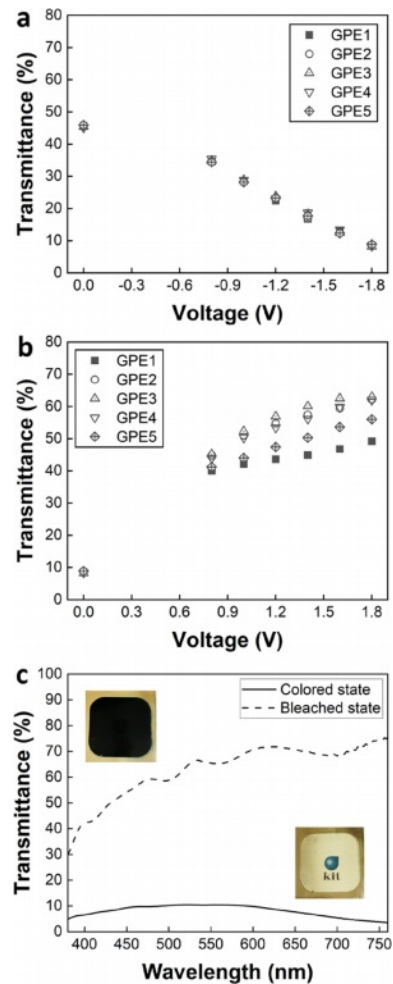 a
80
70
60
50
40
30
20
10
0
Transmittance (%)
GPE1
GPE2
GPE3
GPE4
GPE5
0.0 -0.3 -0.6 -0.9 -1.2 -1.5 -1.8
Voltage (V)
b
80
70
60
50
40
30
20
10
0
Transmittance (%)
GPE1
GPE2
GPE3
GPE4
GPE5
0.0 0.3 0.6 0.9 1.2 1.5 1.8
Voltage (V)
c
100
90
80
70
60
50
40
30
20
10
0
Transmittance (%)
Colored state
Bleached state
kit
400 450 500 550 600 650 700 750
Wavelength (nm)